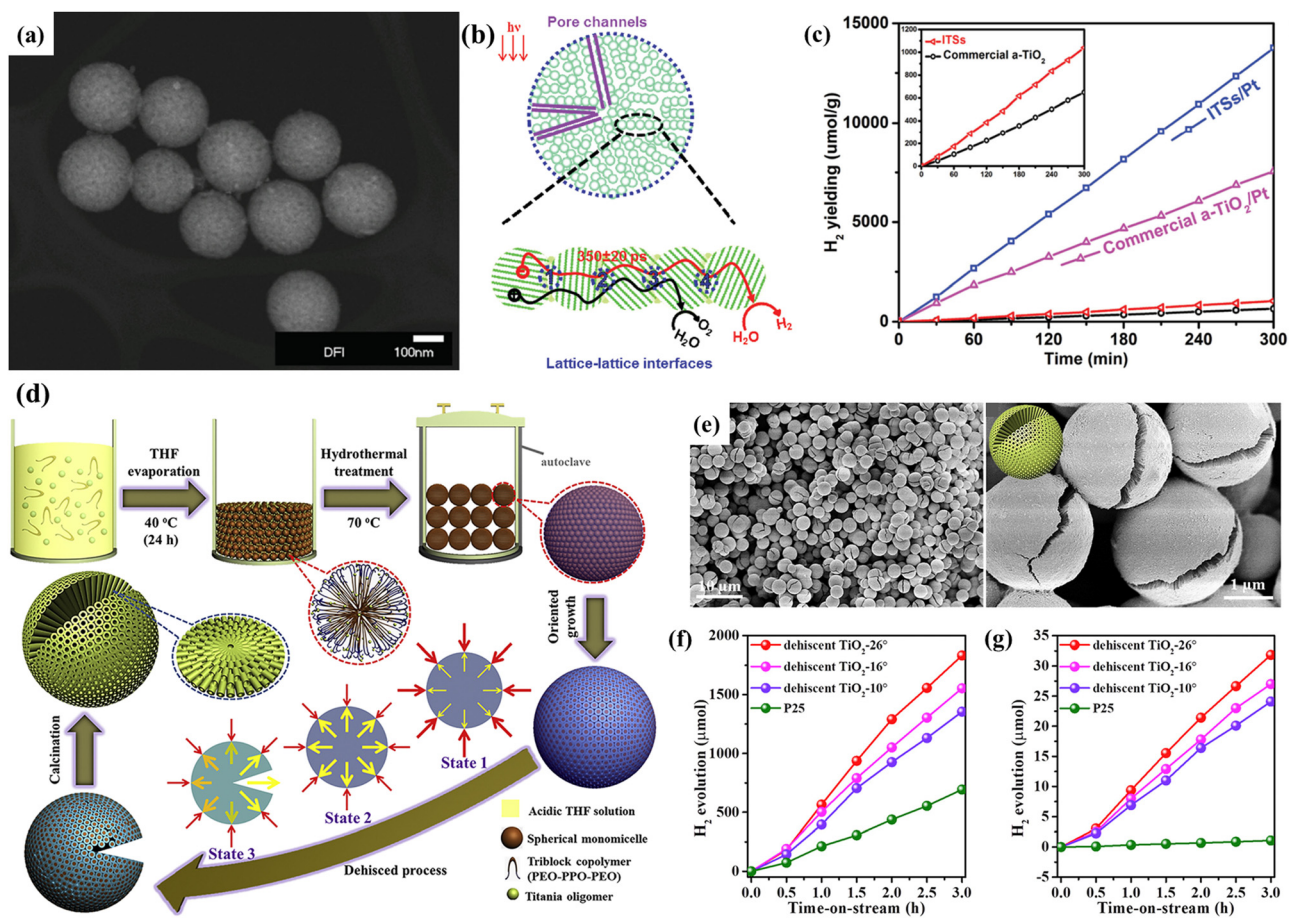 (a)
DFI
100nm
(b)
hν
Pore channels
350±20 ps
1 2 3 4
O₂
H₂O
H₂O
H₂
Lattice-lattice interfaces
(c)
H₂ yielding (umol/g)
15000
10000
5000
0
0 60 120 180 240 300
Time (min)
ITSs
Commercial a-TiO₂
1200
1000
800
600
400
200
0
0 60 120 180 240 300
ITSs/Pt
Commercial a-TiO₂/Pt
(d)
THF
evaporation
40 °C
(24 h)
Hydrothermal
treatment
70 °C
autoclave
Oriented
growth
State 1
State 2
State 3
Dehisced process
Calcination
Acidic THF solution
Spherical monomicelle
Triblock copolymer
(PEO-PPO-PEO)
Titania oligomer
(e)
10 μm
1 μm
(f)
H₂ evolution (μmol)
2000
1500
1000
500
0
0.0 0.5 1.0 1.5 2.0 2.5 3.0
Time-on-stream (h)
dehiscent TiO₂-26°
dehiscent TiO₂-16°
dehiscent TiO₂-10°
P25
(g)
H₂ evolution (μmol)
35
30
25
20
15
10
5
0
-5
0.0 0.5 1.0 1.5 2.0 2.5 3.0
Time-on-stream (h)
dehiscent TiO₂-26°
dehiscent TiO₂-16°
dehiscent TiO₂-10°
P25